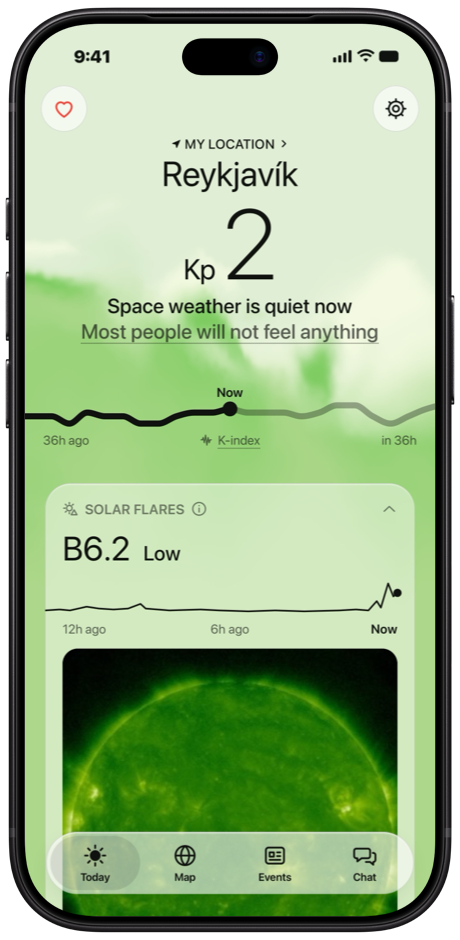 9:41
MY LOCATION
Reykjavík
Kp 2
Space weather is quiet now
Most people will not feel anything
Now
36h ago K-index in 36h
SOLAR FLARES
B6.2 Low
12h ago 6h ago Now
Today Map Events Chat